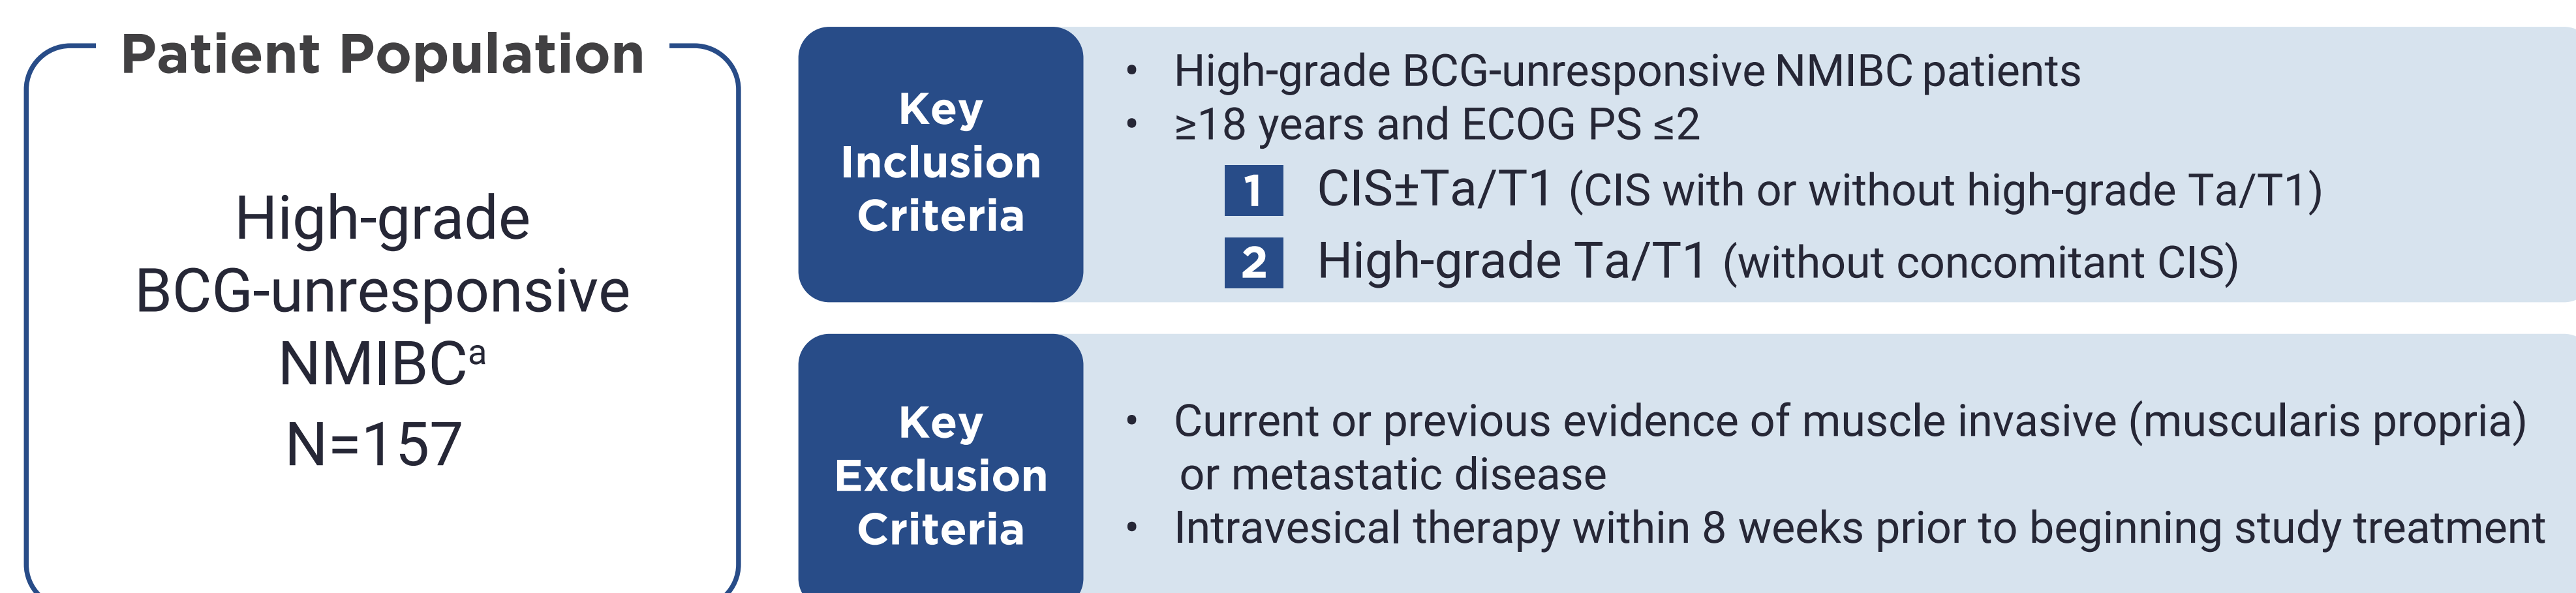 Patient Population
High-grade
BCG-unresponsive
NMIBCᵃ
N=157
Key
Inclusion
Criteria
• High-grade BCG-unresponsive NMIBC patients
• ≥18 years and ECOG PS ≤2
1 CIS±Ta/T1 (CIS with or without high-grade Ta/T1)
2 High-grade Ta/T1 (without concomitant CIS)
Key
Exclusion
Criteria
• Current or previous evidence of muscle invasive (muscularis propria)
or metastatic disease
• Intravesical therapy within 8 weeks prior to beginning study treatment